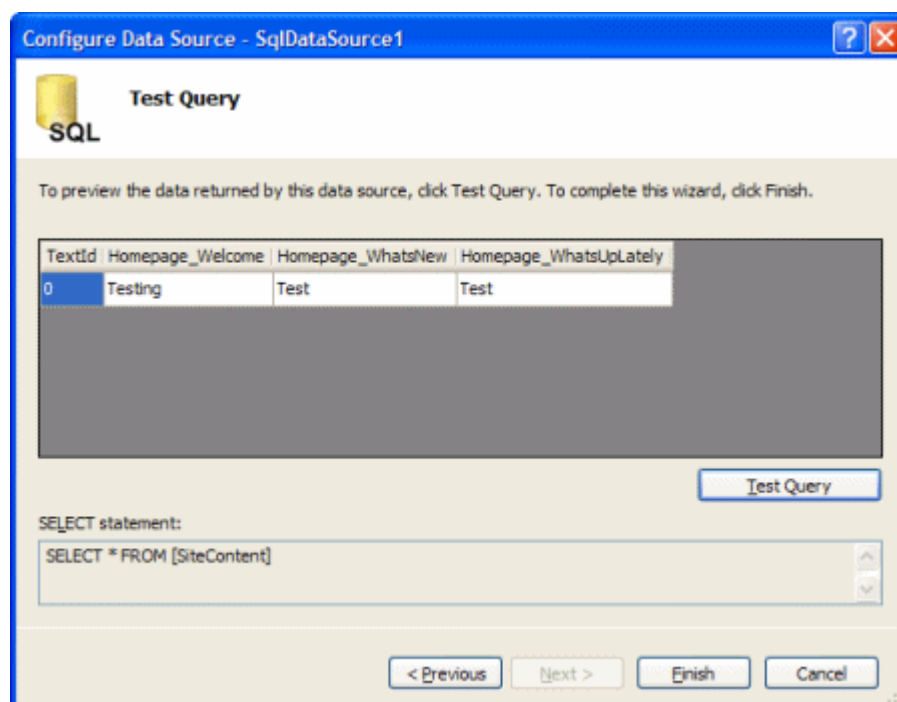 Configure Data Source - SqlDataSource1
SQL
Test Query
To preview the data returned by this data source, click Test Query. To complete this wizard, click Finish.
TextId Homepage_Welcome Homepage_WhatsNew Homepage_WhatsUpLately
0 Testing Test Test
Test Query
SELECT statement:
SELECT * FROM [SiteContent]
< Previous Next > Finish Cancel